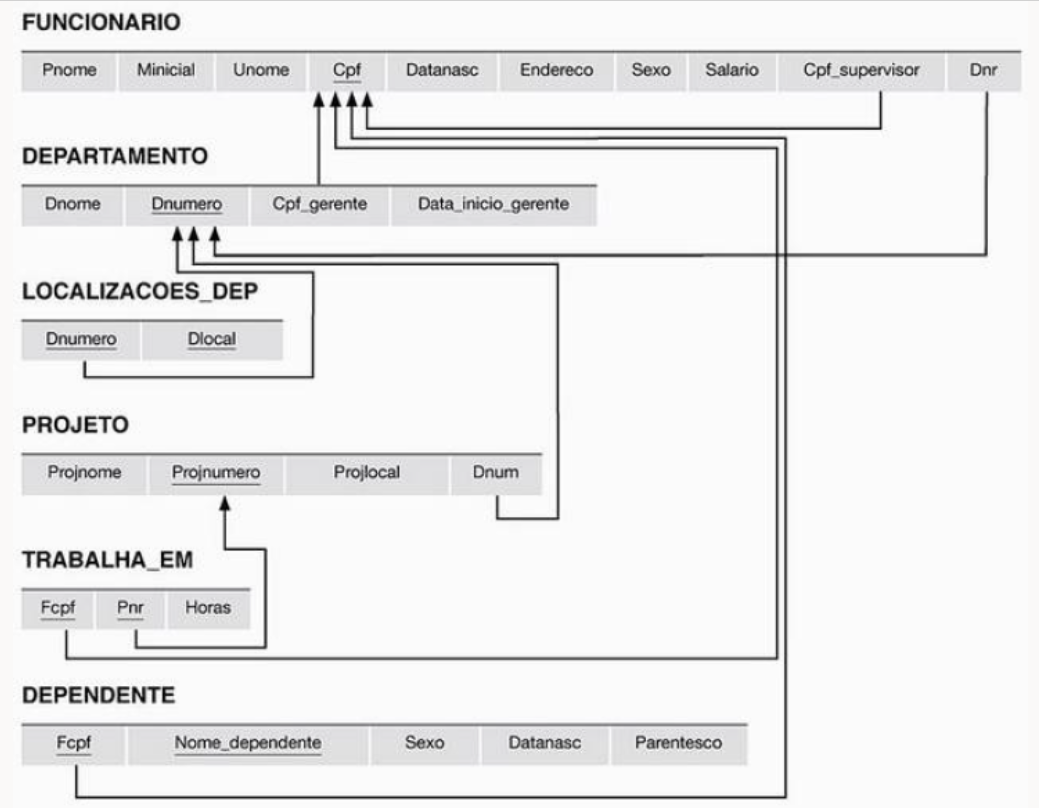 FUNCIONARIO
Pnome Minicial Unome Cpf Datanasc Endereco Sexo Salario Cpf_supervisor Dnr
DEPARTAMENTO
Dnome Dnumero Cpf_gerente Data_inicio_gerente
LOCALIZACOES_DEP
Dnumero Dlocal
PROJETO
Projnome Projnumero Projlocal Dnum
TRABALHA_EM
Fcpf Pnr Horas
DEPENDENTE
Fcpf Nome_dependente Sexo Datanasc Parentesco